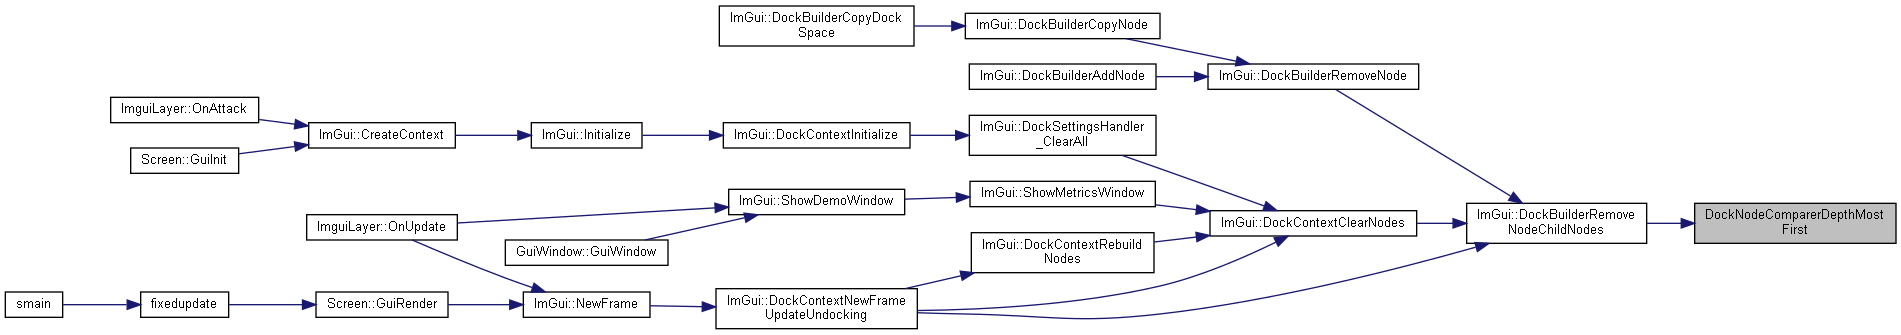 ImGui::DockBuilderCopyDock
Space
ImGui::DockBuilderCopyNode
ImGui::DockBuilderAddNode
ImGui::DockBuilderRemoveNode
ImguiLayer::OnAttack
Screen::GuiInit
ImGui::CreateContext
ImGui::Initialize
ImGui::DockContextInitialize
ImGui::DockSettingsHandler
_ClearAll
ImGui::ShowDemoWindow
ImGui::ShowMetricsWindow
ImguiLayer::OnUpdate
GuiWindow::GuiWindow
ImGui::DockContextRebuild
Nodes
ImGui::DockContextClearNodes
ImGui::DockBuilderRemove
NodeChildNodes
DockNodeComparerDepthMost
First
smain
fixedupdate
Screen::GuiRender
ImGui::NewFrame
ImGui::DockContextNewFrame
UpdateUndocking